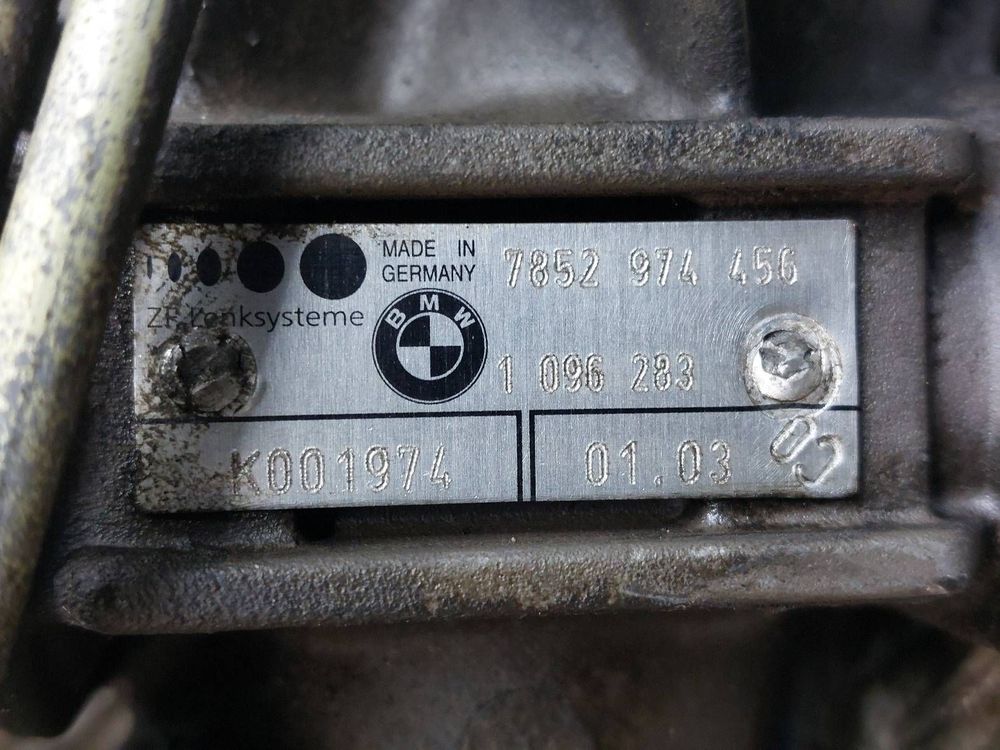 MADE IN
GERMANY
7852 974 456
ZF Lenksysteme
BMW
1 096 283
K001974
01.03